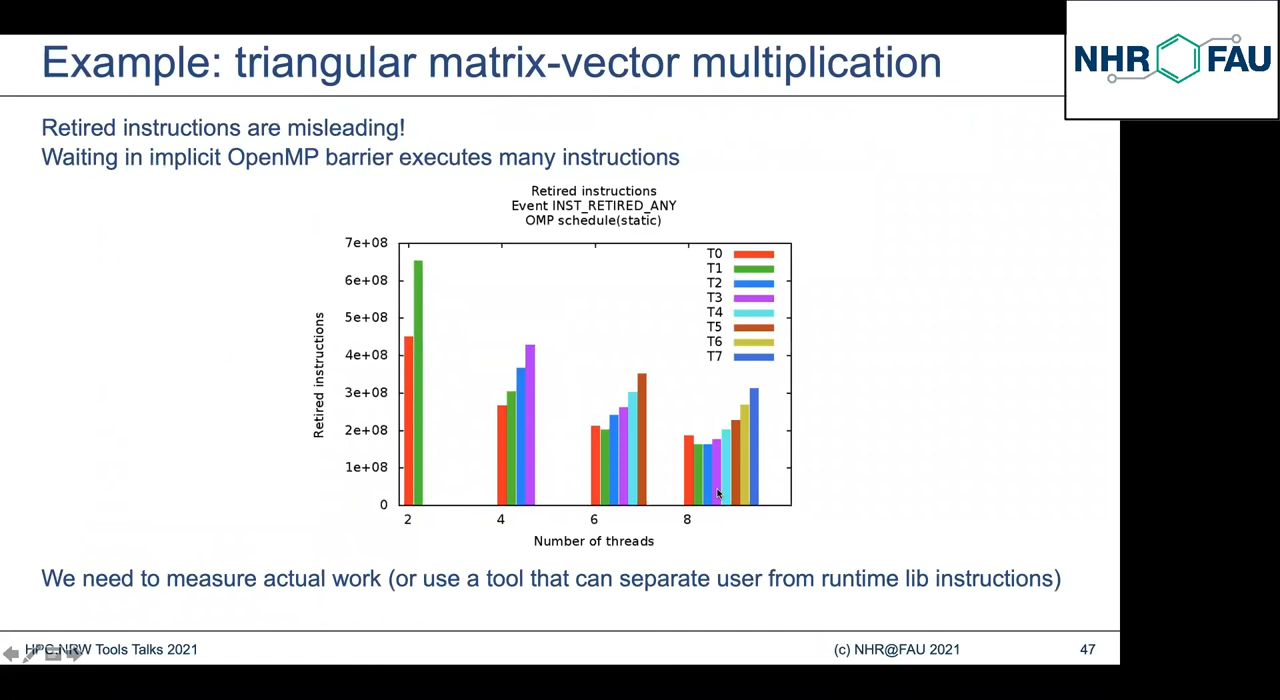 Example: triangular matrix-vector multiplication
NHR FAU
Retired instructions are misleading!
Waiting in implicit OpenMP barrier executes many instructions
Retired instructions
Event INST_RETIRED_ANY
OMP schedule(static)
7e+08
6e+08
5e+08
4e+08
3e+08
2e+08
1e+08
0
Retired instructions
T0
T1
T2
T3
T4
T5
T6
T7
2 4 6 8
Number of threads
We need to measure actual work (or use a tool that can separate user from runtime lib instructions)
HPC.NRW Tools Talks 2021 (c) NHR@FAU 2021 47